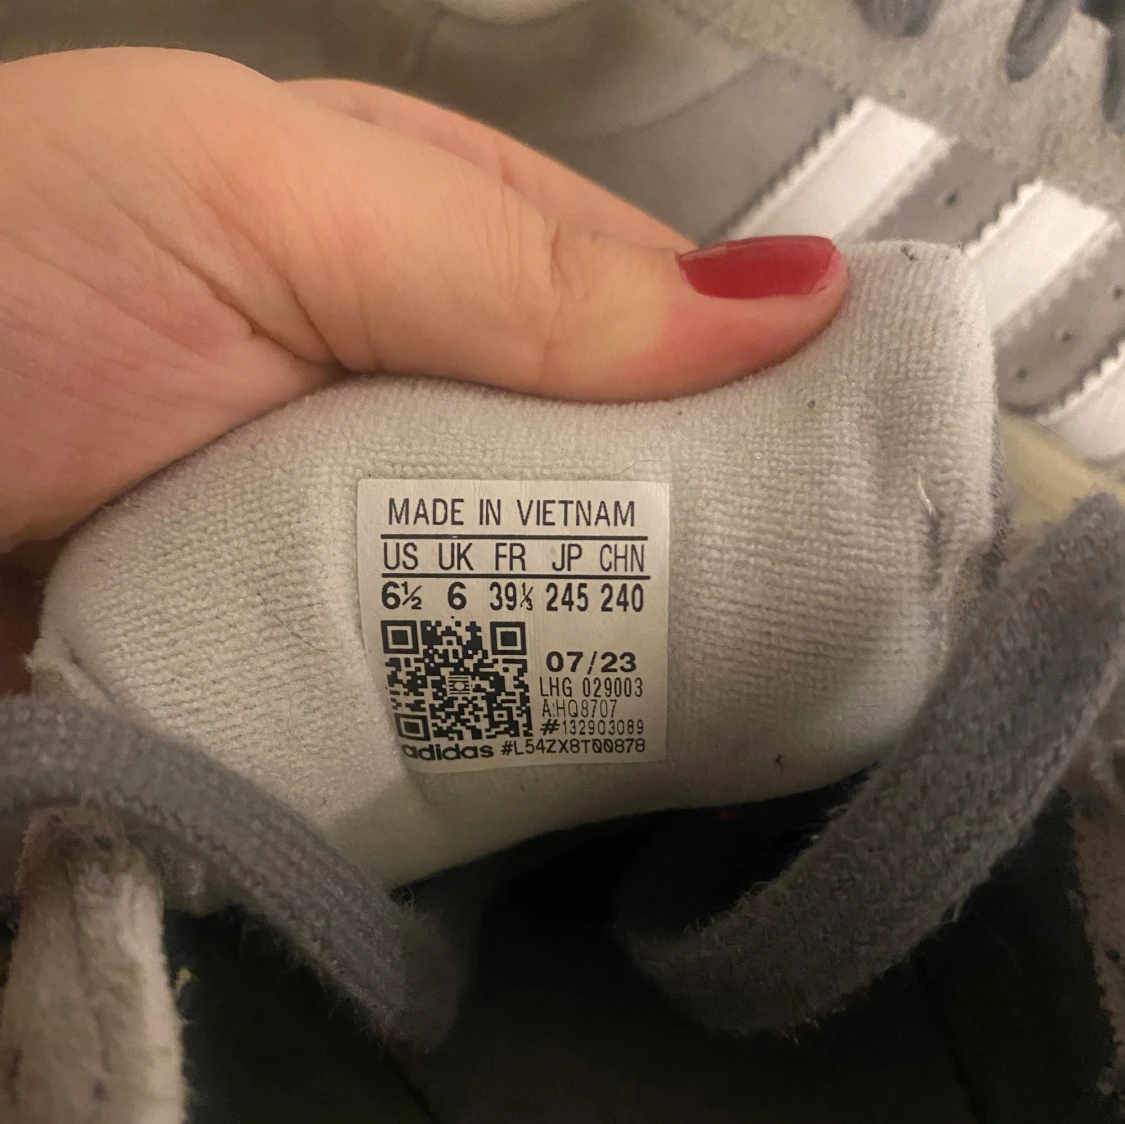 MADE IN VIETNAM
US UK FR JP CHN
6½ 6 39⅓ 245 240
07/23
LHG 029003
A:HQ8707
#132903089
adidas #L54ZX8T00878